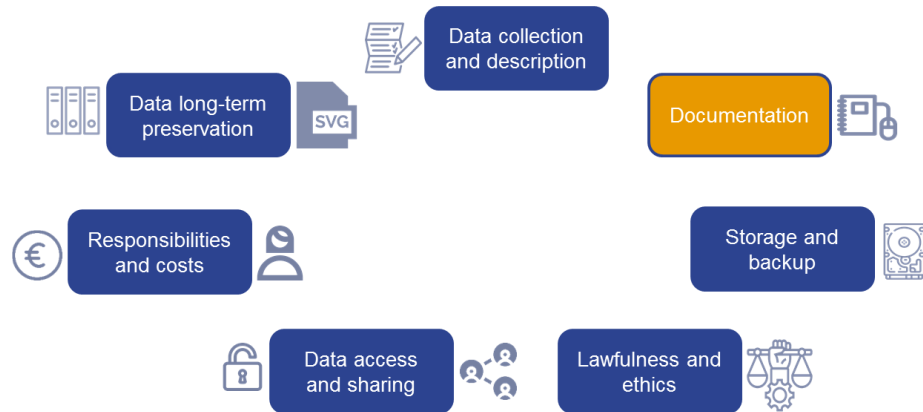 Data collection
and description
Data long-term
preservation
SVG
Documentation
Responsibilities
and costs
€
Storage and
backup
Data access
and sharing
Lawfulness and
ethics